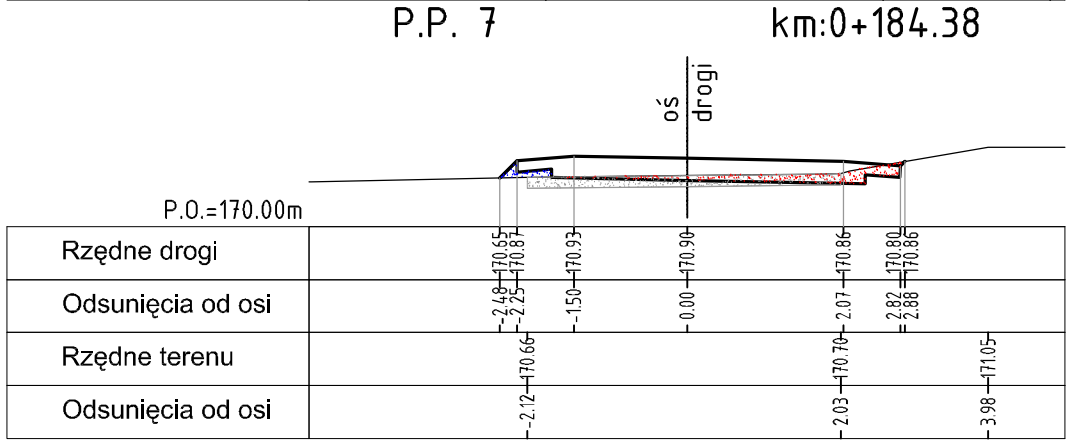 P.P. 7 km:0+184.38
oś
drogi
P.O.=170.00m
Rzędne drogi 170.65 170.87 170.93 170.90 170.86 170.80 170.86
Odsunięcia od osi -2.48 -2.25 -1.50 0.00 2.07 2.82 2.88
Rzędne terenu 170.66 170.70 171.05
Odsunięcia od osi -2.12 2.03 3.98